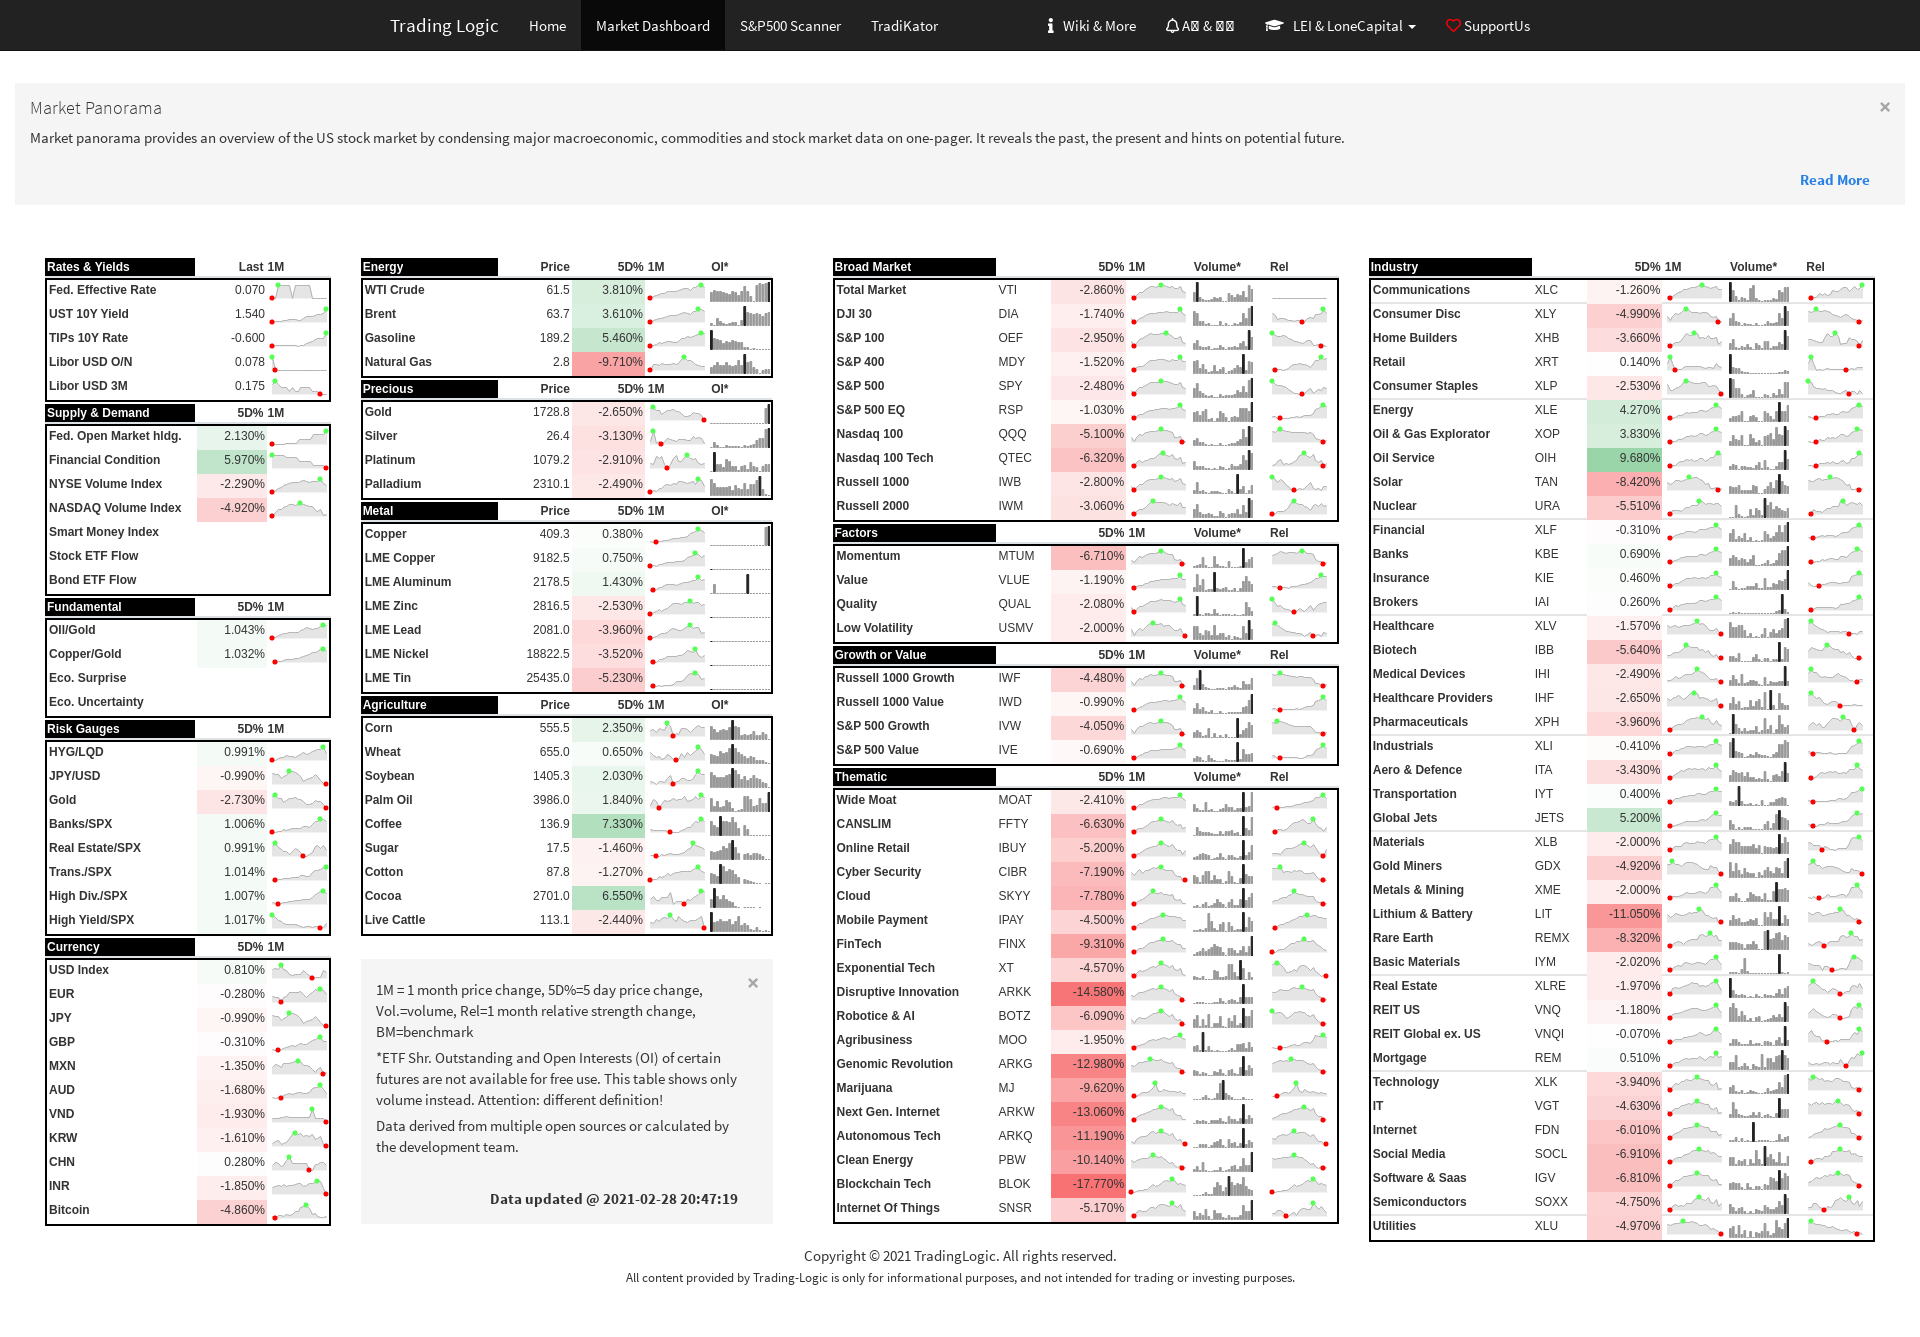 Trading Logic Home Market Dashboard S&P500 Scanner TradiKator Wiki & More LEI & LoneCapital SupportUs
Market Panorama ×
Market panorama provides an overview of the US stock market by condensing major macroeconomic, commodities and stock market data on one-pager. It reveals the past, the present and hints on potential future.
Read More
Rates & Yields Last 1M
Fed. Effective Rate 0.070
UST 10Y Yield 1.540
TIPs 10Y Rate -0.600
Libor USD O/N 0.078
Libor USD 3M 0.175
Supply & Demand 5D% 1M
Fed. Open Market hldg. 2.130%
Financial Condition 5.970%
NYSE Volume Index -2.290%
NASDAQ Volume Index -4.920%
Smart Money Index
Stock ETF Flow
Bond ETF Flow
Fundamental 5D% 1M
OIl/Gold 1.043%
Copper/Gold 1.032%
Eco. Surprise
Eco. Uncertainty
Risk Gauges 5D% 1M
HYG/LQD 0.991%
JPY/USD -0.990%
Gold -2.730%
Banks/SPX 1.006%
Real Estate/SPX 0.991%
Trans./SPX 1.014%
High Div./SPX 1.007%
High Yield/SPX 1.017%
Currency 5D% 1M
USD Index 0.810%
EUR -0.280%
JPY -0.990%
GBP -0.310%
MXN -1.350%
AUD -1.680%
VND -1.930%
KRW -1.610%
CHN 0.280%
INR -1.850%
Bitcoin -4.860%
Energy Price 5D% 1M OI*
WTI Crude 61.5 3.810%
Brent 63.7 3.610%
Gasoline 189.2 5.460%
Natural Gas 2.8 -9.710%
Precious Price 5D% 1M OI*
Gold 1728.8 -2.650%
Silver 26.4 -3.130%
Platinum 1079.2 -2.910%
Palladium 2310.1 -2.490%
Metal Price 5D% 1M OI*
Copper 409.3 0.380%
LME Copper 9182.5 0.750%
LME Aluminum 2178.5 1.430%
LME Zinc 2816.5 -2.530%
LME Lead 2081.0 -3.960%
LME Nickel 18822.5 -3.520%
LME Tin 25435.0 -5.230%
Agriculture Price 5D% 1M OI*
Corn 555.5 2.350%
Wheat 655.0 0.650%
Soybean 1405.3 2.030%
Palm Oil 3986.0 1.840%
Coffee 136.9 7.330%
Sugar 17.5 -1.460%
Cotton 87.8 -1.270%
Cocoa 2701.0 6.550%
Live Cattle 113.1 -2.440%
×
1M = 1 month price change, 5D%=5 day price change,
Vol.=volume, Rel=1 month relative strength change,
BM=benchmark
*ETF Shr. Outstanding and Open Interests (OI) of certain
futures are not available for free use. This table shows only
volume instead. Attention: different definition!
Data derived from multiple open sources or calculated by
the development team.
Data updated @ 2021-02-28 20:47:19
Broad Market 5D% 1M Volume* Rel
Total Market VTI -2.860%
DJI 30 DIA -1.740%
S&P 100 OEF -2.950%
S&P 400 MDY -1.520%
S&P 500 SPY -2.480%
S&P 500 EQ RSP -1.030%
Nasdaq 100 QQQ -5.100%
Nasdaq 100 Tech QTEC -6.320%
Russell 1000 IWB -2.800%
Russell 2000 IWM -3.060%
Factors 5D% 1M Volume* Rel
Momentum MTUM -6.710%
Value VLUE -1.190%
Quality QUAL -2.080%
Low Volatility USMV -2.000%
Growth or Value 5D% 1M Volume* Rel
Russell 1000 Growth IWF -4.480%
Russell 1000 Value IWD -0.990%
S&P 500 Growth IVW -4.050%
S&P 500 Value IVE -0.690%
Thematic 5D% 1M Volume* Rel
Wide Moat MOAT -2.410%
CANSLIM FFTY -6.630%
Online Retail IBUY -5.200%
Cyber Security CIBR -7.190%
Cloud SKYY -7.780%
Mobile Payment IPAY -4.500%
FinTech FINX -9.310%
Exponential Tech XT -4.570%
Disruptive Innovation ARKK -14.580%
Robotice & AI BOTZ -6.090%
Agribusiness MOO -1.950%
Genomic Revolution ARKG -12.980%
Marijuana MJ -9.620%
Next Gen. Internet ARKW -13.060%
Autonomous Tech ARKQ -11.190%
Clean Energy PBW -10.140%
Blockchain Tech BLOK -17.770%
Internet Of Things SNSR -5.170%
Industry 5D% 1M Volume* Rel
Communications XLC -1.260%
Consumer Disc XLY -4.990%
Home Builders XHB -3.660%
Retail XRT 0.140%
Consumer Staples XLP -2.530%
Energy XLE 4.270%
Oil & Gas Explorator XOP 3.830%
Oil Service OIH 9.680%
Solar TAN -8.420%
Nuclear URA -5.510%
Financial XLF -0.310%
Banks KBE 0.690%
Insurance KIE 0.460%
Brokers IAI 0.260%
Healthcare XLV -1.570%
Biotech IBB -5.640%
Medical Devices IHI -2.490%
Healthcare Providers IHF -2.650%
Pharmaceuticals XPH -3.960%
Industrials XLI -0.410%
Aero & Defence ITA -3.430%
Transportation IYT 0.400%
Global Jets JETS 5.200%
Materials XLB -2.000%
Gold Miners GDX -4.920%
Metals & Mining XME -2.000%
Lithium & Battery LIT -11.050%
Rare Earth REMX -8.320%
Basic Materials IYM -2.020%
Real Estate XLRE -1.970%
REIT US VNQ -1.180%
REIT Global ex. US VNQI -0.070%
Mortgage REM 0.510%
Technology XLK -3.940%
IT VGT -4.630%
Internet FDN -6.010%
Social Media SOCL -6.910%
Software & Saas IGV -6.810%
Semiconductors SOXX -4.750%
Utilities XLU -4.970%
Copyright © 2021 TradingLogic. All rights reserved.
All content provided by Trading-Logic is only for informational purposes, and not intended for trading or investing purposes.